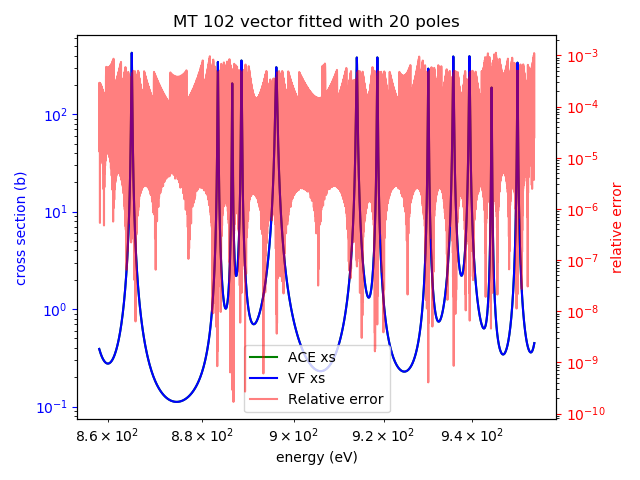 MT 102 vector fitted with 20 poles
cross section (b)
10²
10¹
10⁰
10⁻¹
10⁻³
10⁻⁴
10⁻⁵
10⁻⁶
10⁻⁷
10⁻⁸
10⁻⁹
10⁻¹⁰
relative error
ACE xs
VF xs
Relative error
8.6 × 10² 8.8 × 10² 9 × 10² 9.2 × 10² 9.4 × 10²
energy (eV)